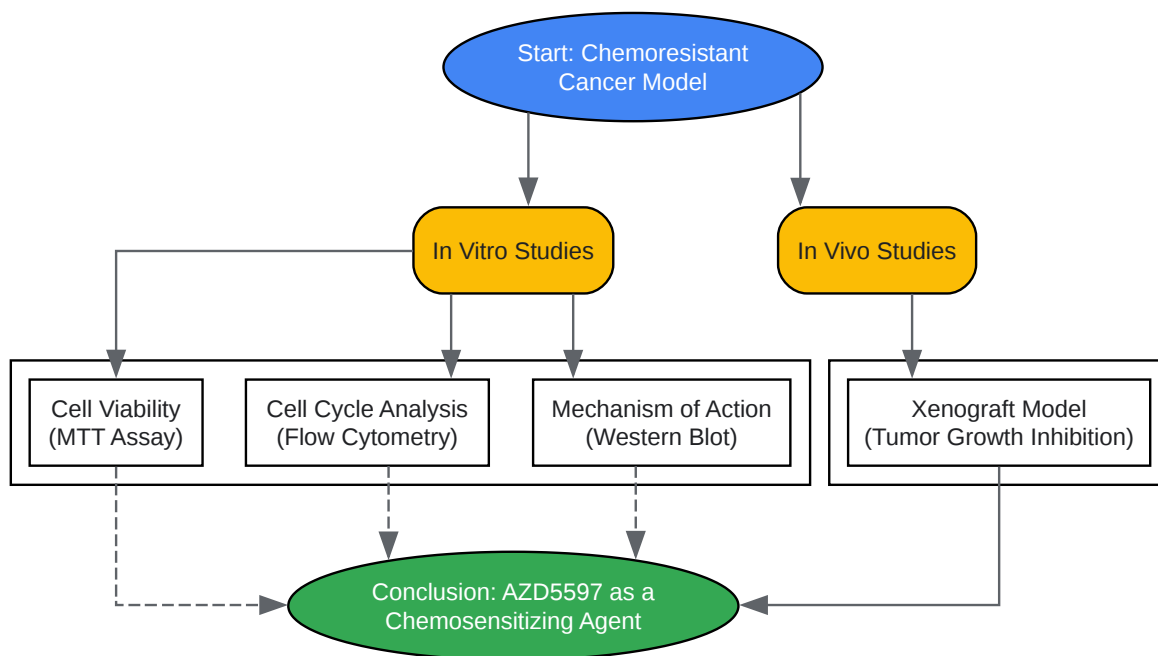 Start: Chemoresistant
Cancer Model
In Vitro Studies
In Vivo Studies
Cell Viability
(MTT Assay)
Cell Cycle Analysis
(Flow Cytometry)
Mechanism of Action
(Western Blot)
Xenograft Model
(Tumor Growth Inhibition)
Conclusion: AZD5597 as a
Chemosensitizing Agent